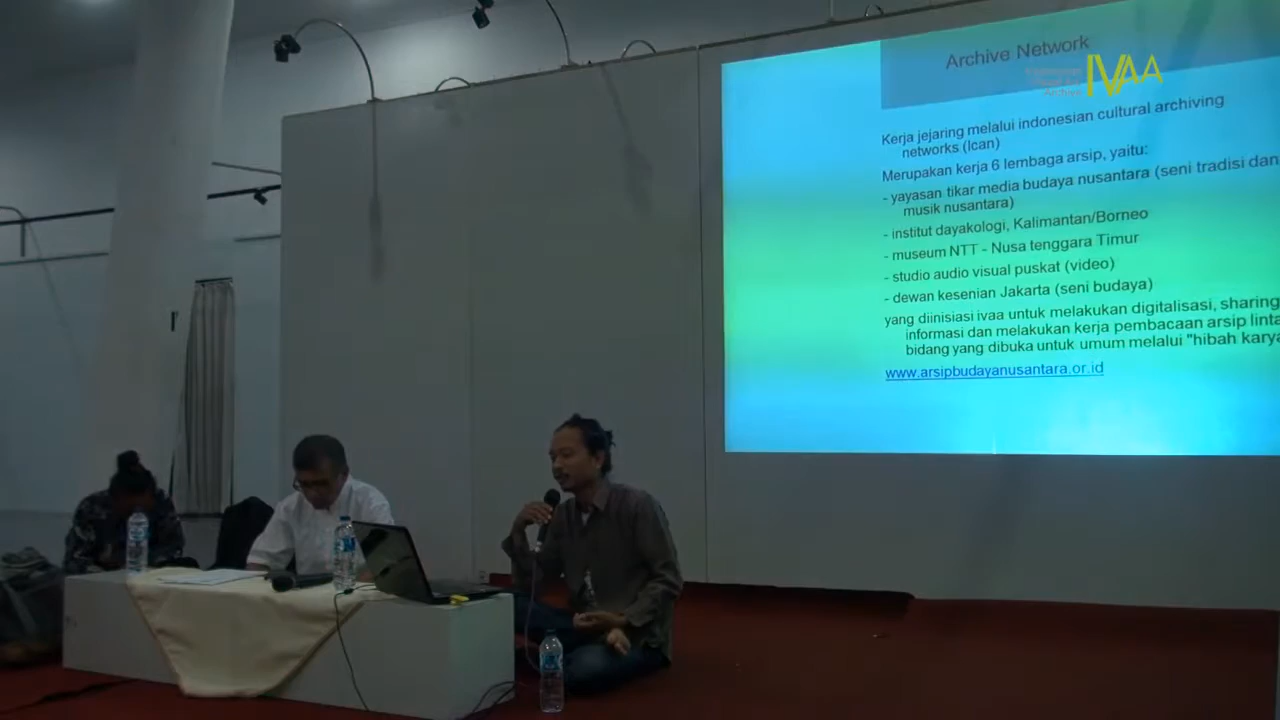 Archive Network
IVAA
Archive
Kerja jejaring melalui indonesian cultural archiving
networks (Ican)
Merupakan kerja 6 lembaga arsip, yaitu:
- yayasan tikar media budaya nusantara (seni tradisi dan
musik nusantara)
- institut dayakologi, Kalimantan/Borneo
- museum NTT - Nusa tenggara Timur
- studio audio visual puskat (video)
- dewan kesenian Jakarta (seni budaya)
yang diinisiasi ivaa untuk melakukan digitalisasi, sharing
informasi dan melakukan kerja pembacaan arsip linta
bidang yang dibuka untuk umum melalui "hibah karya
www.arsipbudayanusantara.or.id